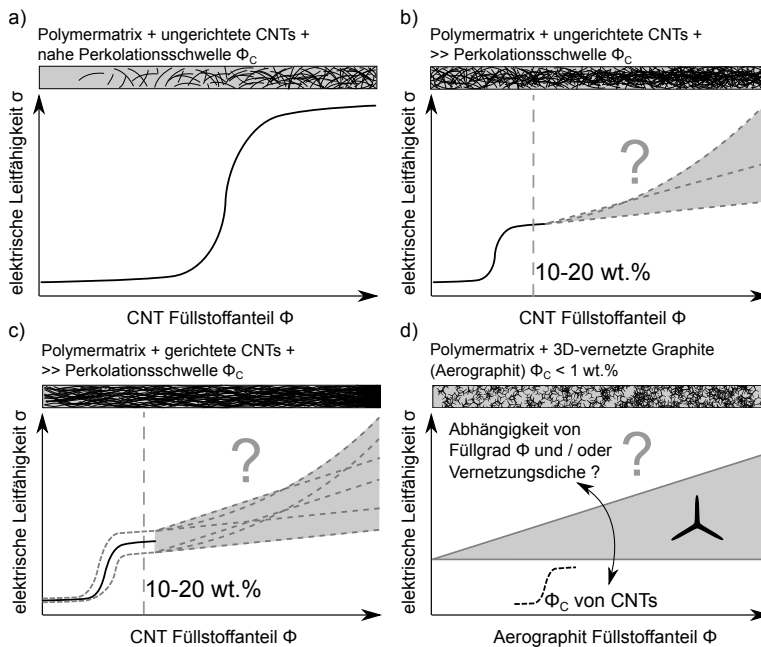 a)
Polymermatrix + ungerichtete CNTs +
nahe Perkolationsschwelle Φ_C
elektrische Leitfähigkeit σ
CNT Füllstoffanteil Φ
b)
Polymermatrix + ungerichtete CNTs +
>> Perkolationsschwelle Φ_C
elektrische Leitfähigkeit σ
?
10-20 wt.%
CNT Füllstoffanteil Φ
c)
Polymermatrix + gerichtete CNTs +
>> Perkolationsschwelle Φ_C
elektrische Leitfähigkeit σ
?
10-20 wt.%
CNT Füllstoffanteil Φ
d)
Polymermatrix + 3D-vernetzte Graphite
(Aerographit) Φ_C < 1 wt.%
elektrische Leitfähigkeit σ
Abhängigkeit von
Füllgrad Φ und / oder
Vernetzungsdiche ?
?
Φ_C von CNTs
Aerographit Füllstoffanteil Φ